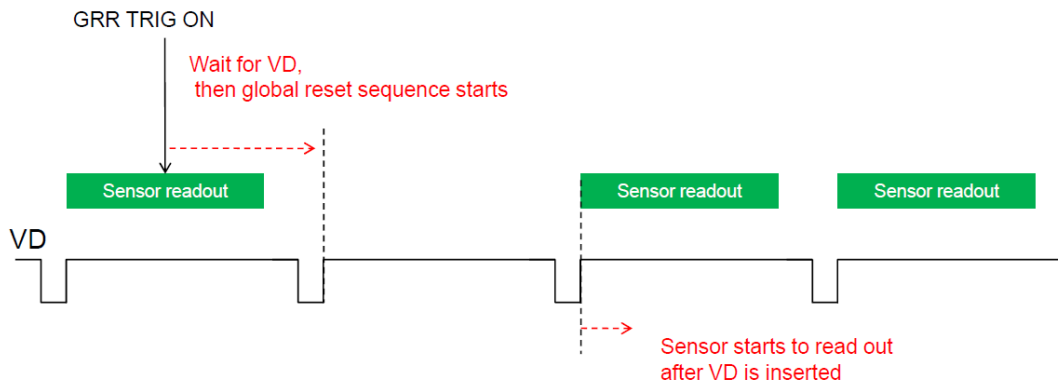 GRR TRIG ON
Wait for VD,
then global reset sequence starts
Sensor readout
Sensor readout
Sensor readout
VD
Sensor starts to read out
after VD is inserted